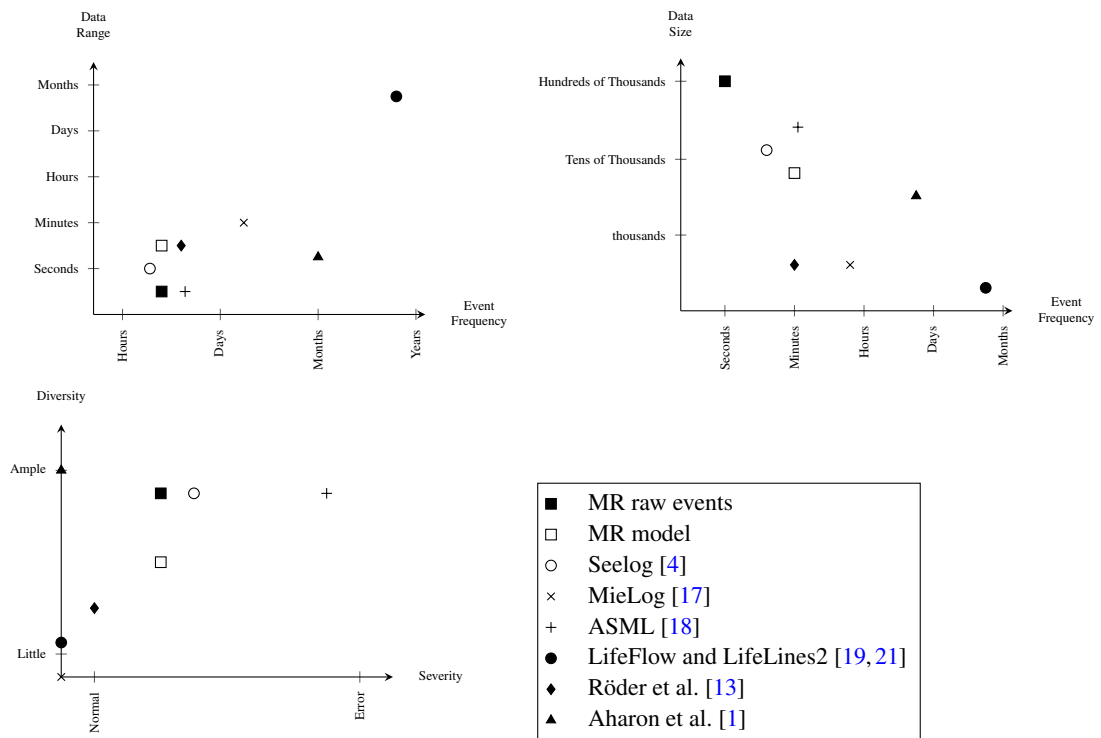 Data
Range
Months
Days
Hours
Minutes
Seconds
Event
Frequency
Hours
Days
Months
Years
Data
Size
Hundreds of Thousands
Tens of Thousands
thousands
Event
Frequency
Seconds
Minutes
Hours
Days
Months
Diversity
Ample
Little
Severity
Normal
Error
MR raw events
MR model
Seelog [4]
MieLog [17]
ASML [18]
LifeFlow and LifeLines2 [19, 21]
Röder et al. [13]
Aharon et al. [1]